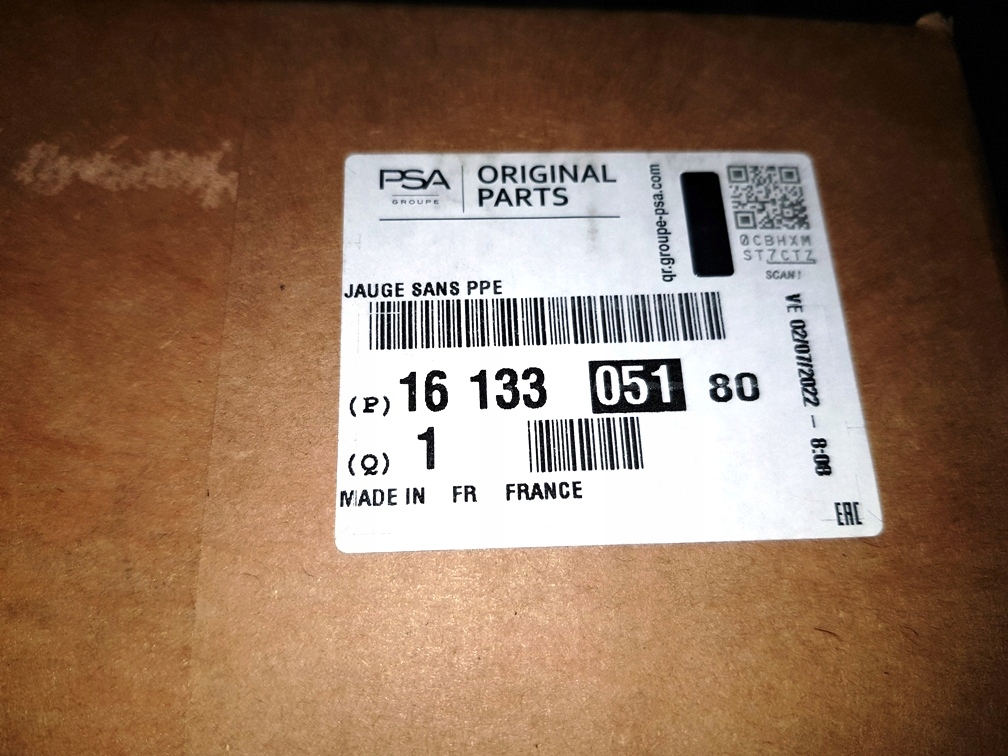 PSA
GROUPE
ORIGINAL
PARTS
qr.groupe-psa.com
0CBHXM
ST7CTZ
SCAN!
JAUGE SANS PPE
(P) 16 133 051 80
(Q) 1
MADE IN FR FRANCE
VE 02/07/2022 - 8:08
EAC